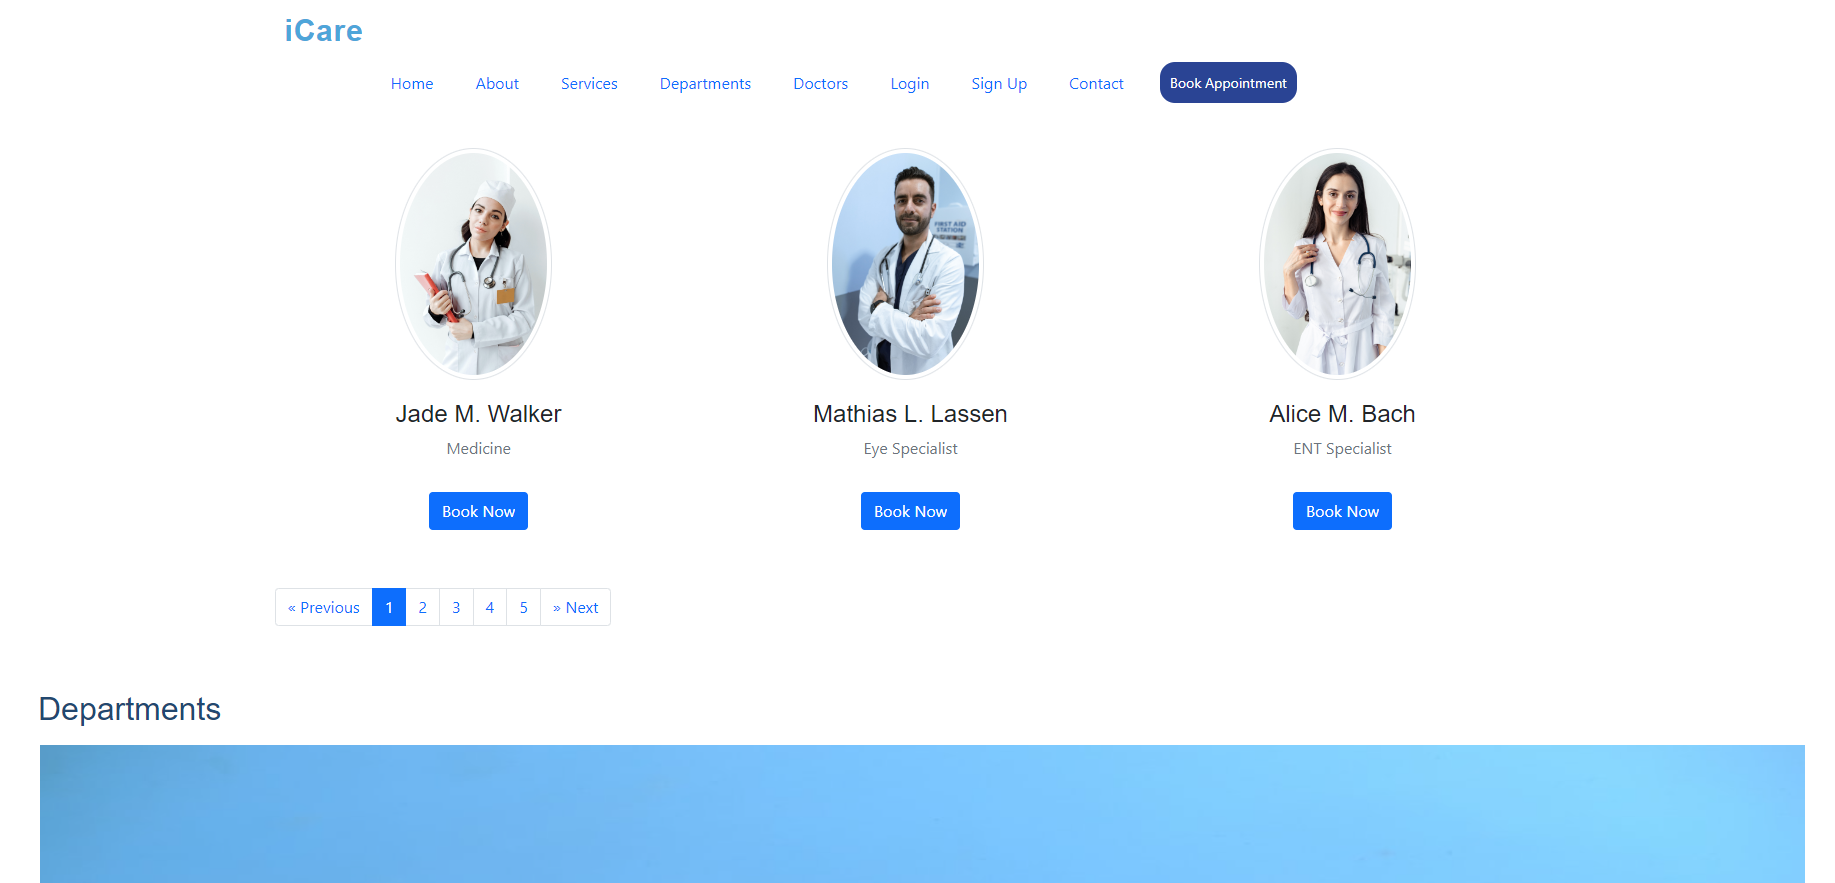 iCare
Home About Services Departments Doctors Login Sign Up Contact Book Appointment
FIRST AID
STATION
Jade M. Walker Mathias L. Lassen Alice M. Bach
Medicine Eye Specialist ENT Specialist
Book Now Book Now Book Now
« Previous 1 2 3 4 5 » Next
Departments